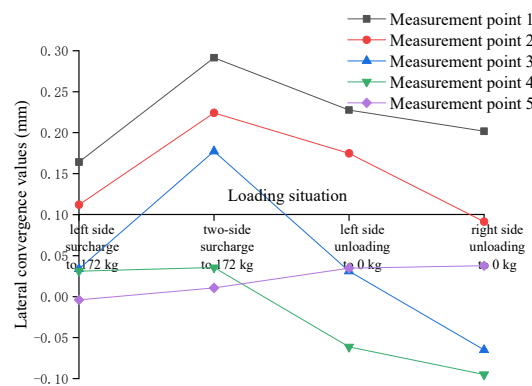 Measurement point 1
Measurement point 2
Measurement point 3
Measurement point 4
Measurement point 5
Lateral convergence values (mm)
0.30
0.25
0.20
0.15
0.10
0.05
0.00
−0.05
−0.10
Loading situation
left side
surcharge
to 172 kg
two-side
surcharge
to 172 kg
left side
unloading
to 0 kg
right side
unloading
to 0 kg